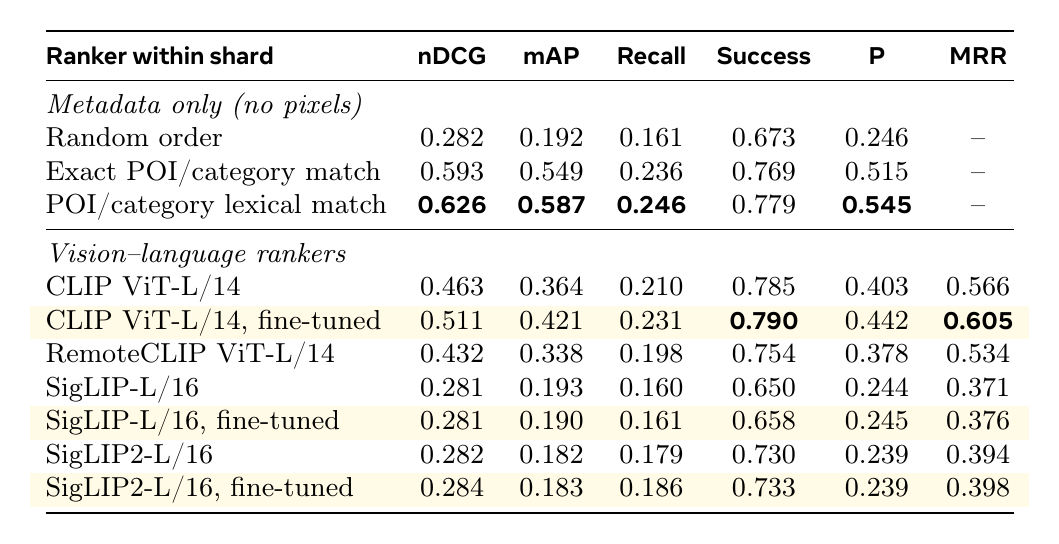 Ranker within shard nDCG mAP Recall Success P MRR
Metadata only (no pixels)
Random order 0.282 0.192 0.161 0.673 0.246 –
Exact POI/category match 0.593 0.549 0.236 0.769 0.515 –
POI/category lexical match 0.626 0.587 0.246 0.779 0.545 –
Vision–language rankers
CLIP ViT-L/14 0.463 0.364 0.210 0.785 0.403 0.566
CLIP ViT-L/14, fine-tuned 0.511 0.421 0.231 0.790 0.442 0.605
RemoteCLIP ViT-L/14 0.432 0.338 0.198 0.754 0.378 0.534
SigLIP-L/16 0.281 0.193 0.160 0.650 0.244 0.371
SigLIP-L/16, fine-tuned 0.281 0.190 0.161 0.658 0.245 0.376
SigLIP2-L/16 0.282 0.182 0.179 0.730 0.239 0.394
SigLIP2-L/16, fine-tuned 0.284 0.183 0.186 0.733 0.239 0.398